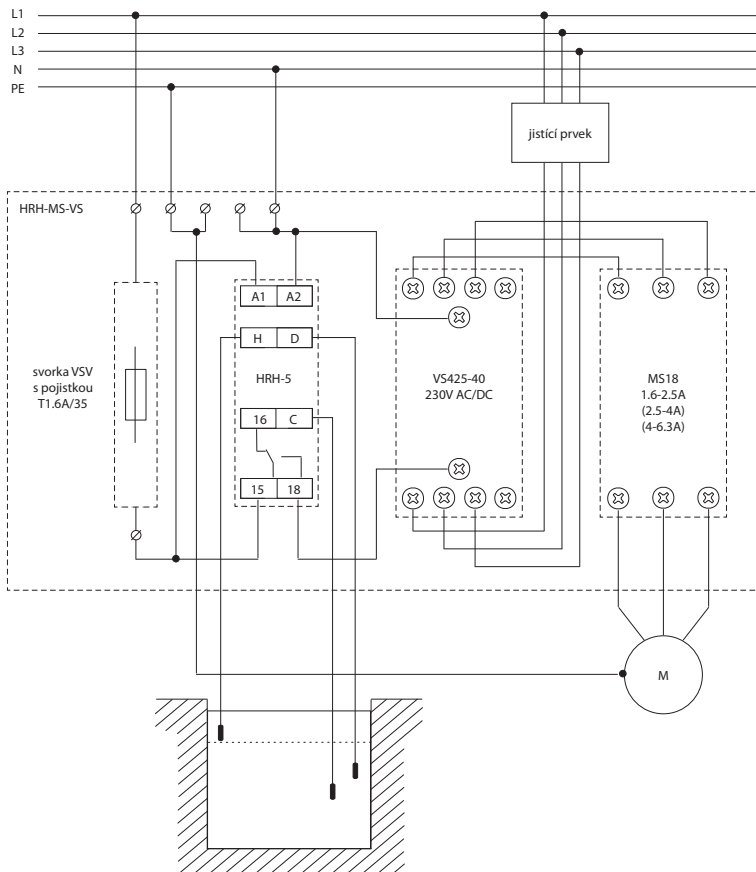 L1
L2
L3
N
PE
jistící prvek
HRH-MS-VS
A1 A2
H D
svorka VSV
s pojistkou
T1.6A/35
HRH-5
16 C
15 18
VS425-40
230V AC/DC
MS18
1.6-2.5A
(2.5-4A)
(4-6.3A)
M